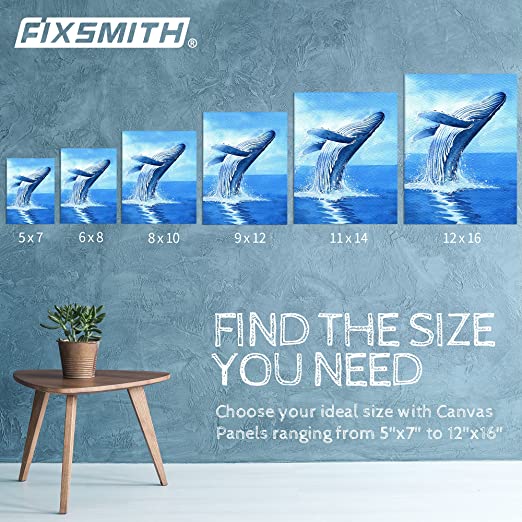 FIXSMITH®
5 x 7
6 x 8
8 x 10
9 x 12
11 x 14
12 x 16
FIND THE SIZE
YOU NEED
Choose your ideal size with Canvas
Panels ranging from 5"x7" to 12"x16"